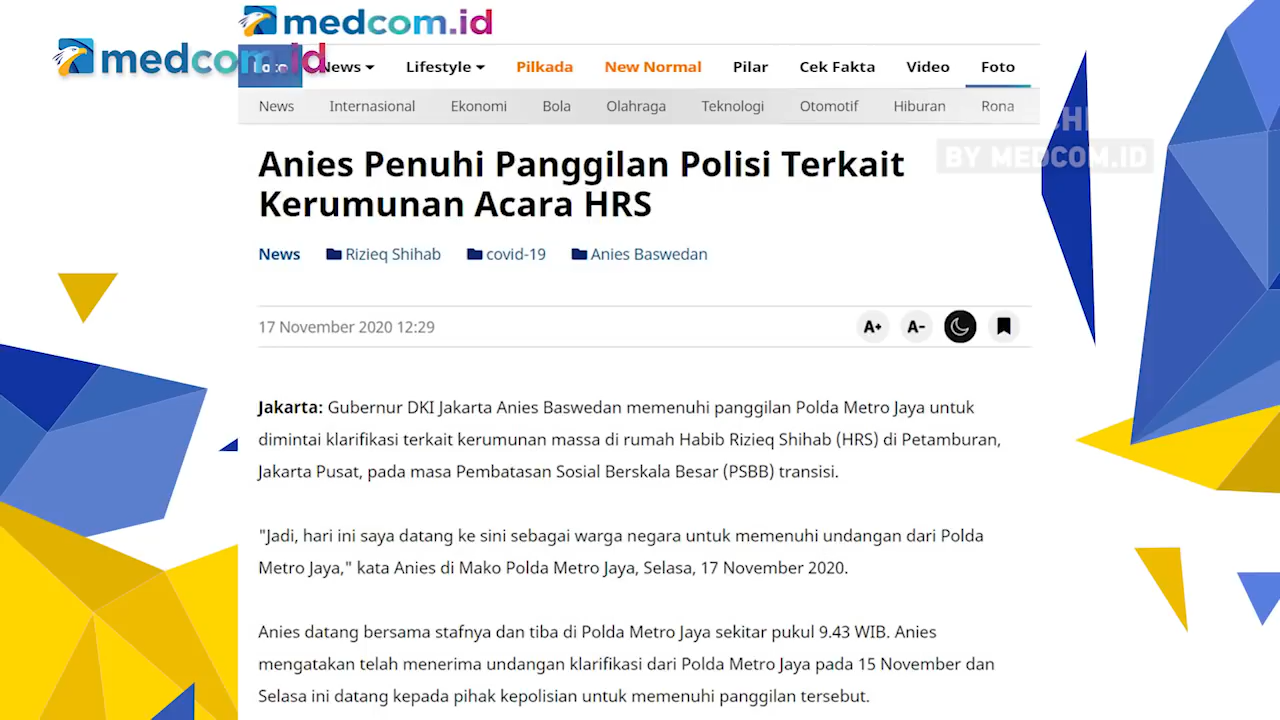 medcom.id
medcom.id
News Lifestyle Pilkada New Normal Pilar Cek Fakta Video Foto
News Internasional Ekonomi Bola Olahraga Teknologi Otomotif Hiburan Rona
BY MEDCOM.ID
Anies Penuhi Panggilan Polisi Terkait
Kerumunan Acara HRS
News Rizieq Shihab covid-19 Anies Baswedan
17 November 2020 12:29 A+ A-
Jakarta: Gubernur DKI Jakarta Anies Baswedan memenuhi panggilan Polda Metro Jaya untuk
dimintai klarifikasi terkait kerumunan massa di rumah Habib Rizieq Shihab (HRS) di Petamburan,
Jakarta Pusat, pada masa Pembatasan Sosial Berskala Besar (PSBB) transisi.
"Jadi, hari ini saya datang ke sini sebagai warga negara untuk memenuhi undangan dari Polda
Metro Jaya," kata Anies di Mako Polda Metro Jaya, Selasa, 17 November 2020.
Anies datang bersama stafnya dan tiba di Polda Metro Jaya sekitar pukul 9.43 WIB. Anies
mengatakan telah menerima undangan klarifikasi dari Polda Metro Jaya pada 15 November dan
Selasa ini datang kepada pihak kepolisian untuk memenuhi panggilan tersebut.